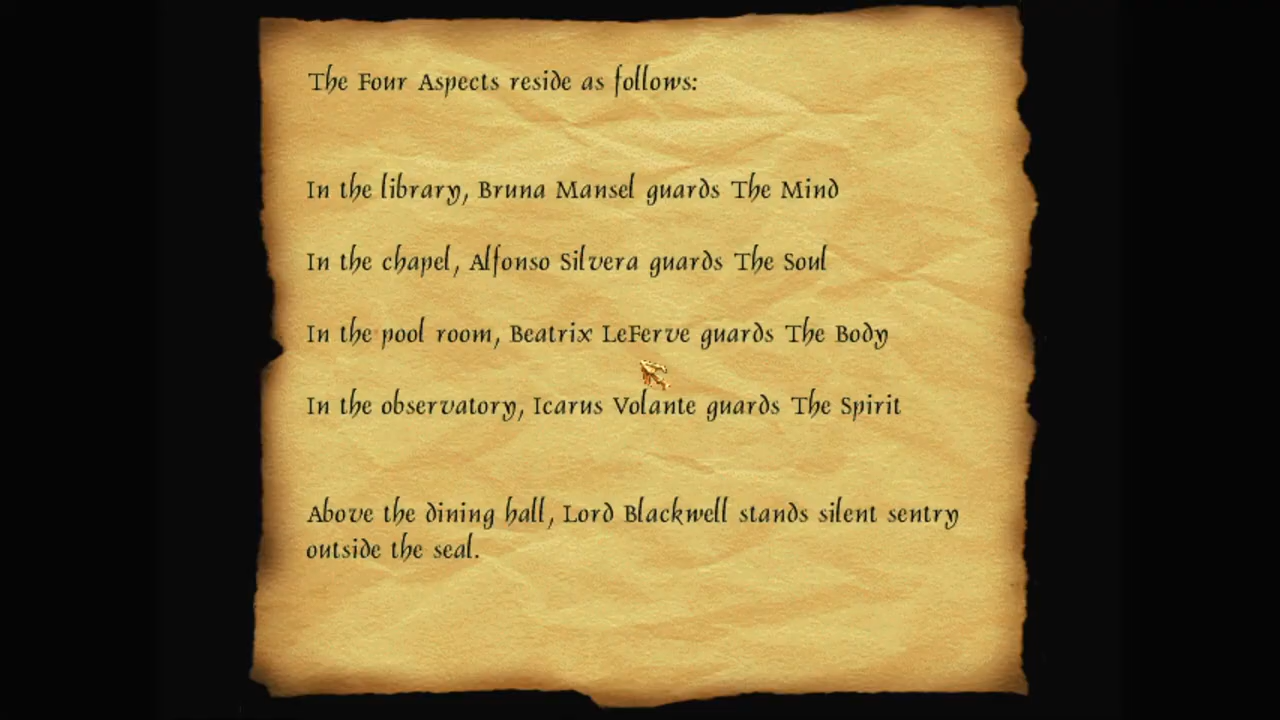 The Four Aspects reside as follows:
In the library, Bruna Mansel guards The Mind
In the chapel, Alfonso Silvera guards The Soul
In the pool room, Beatrix LeFerve guards The Body
In the observatory, Icarus Volante guards The Spirit
Above the dining hall, Lord Blackwell stands silent sentry
outside the seal.